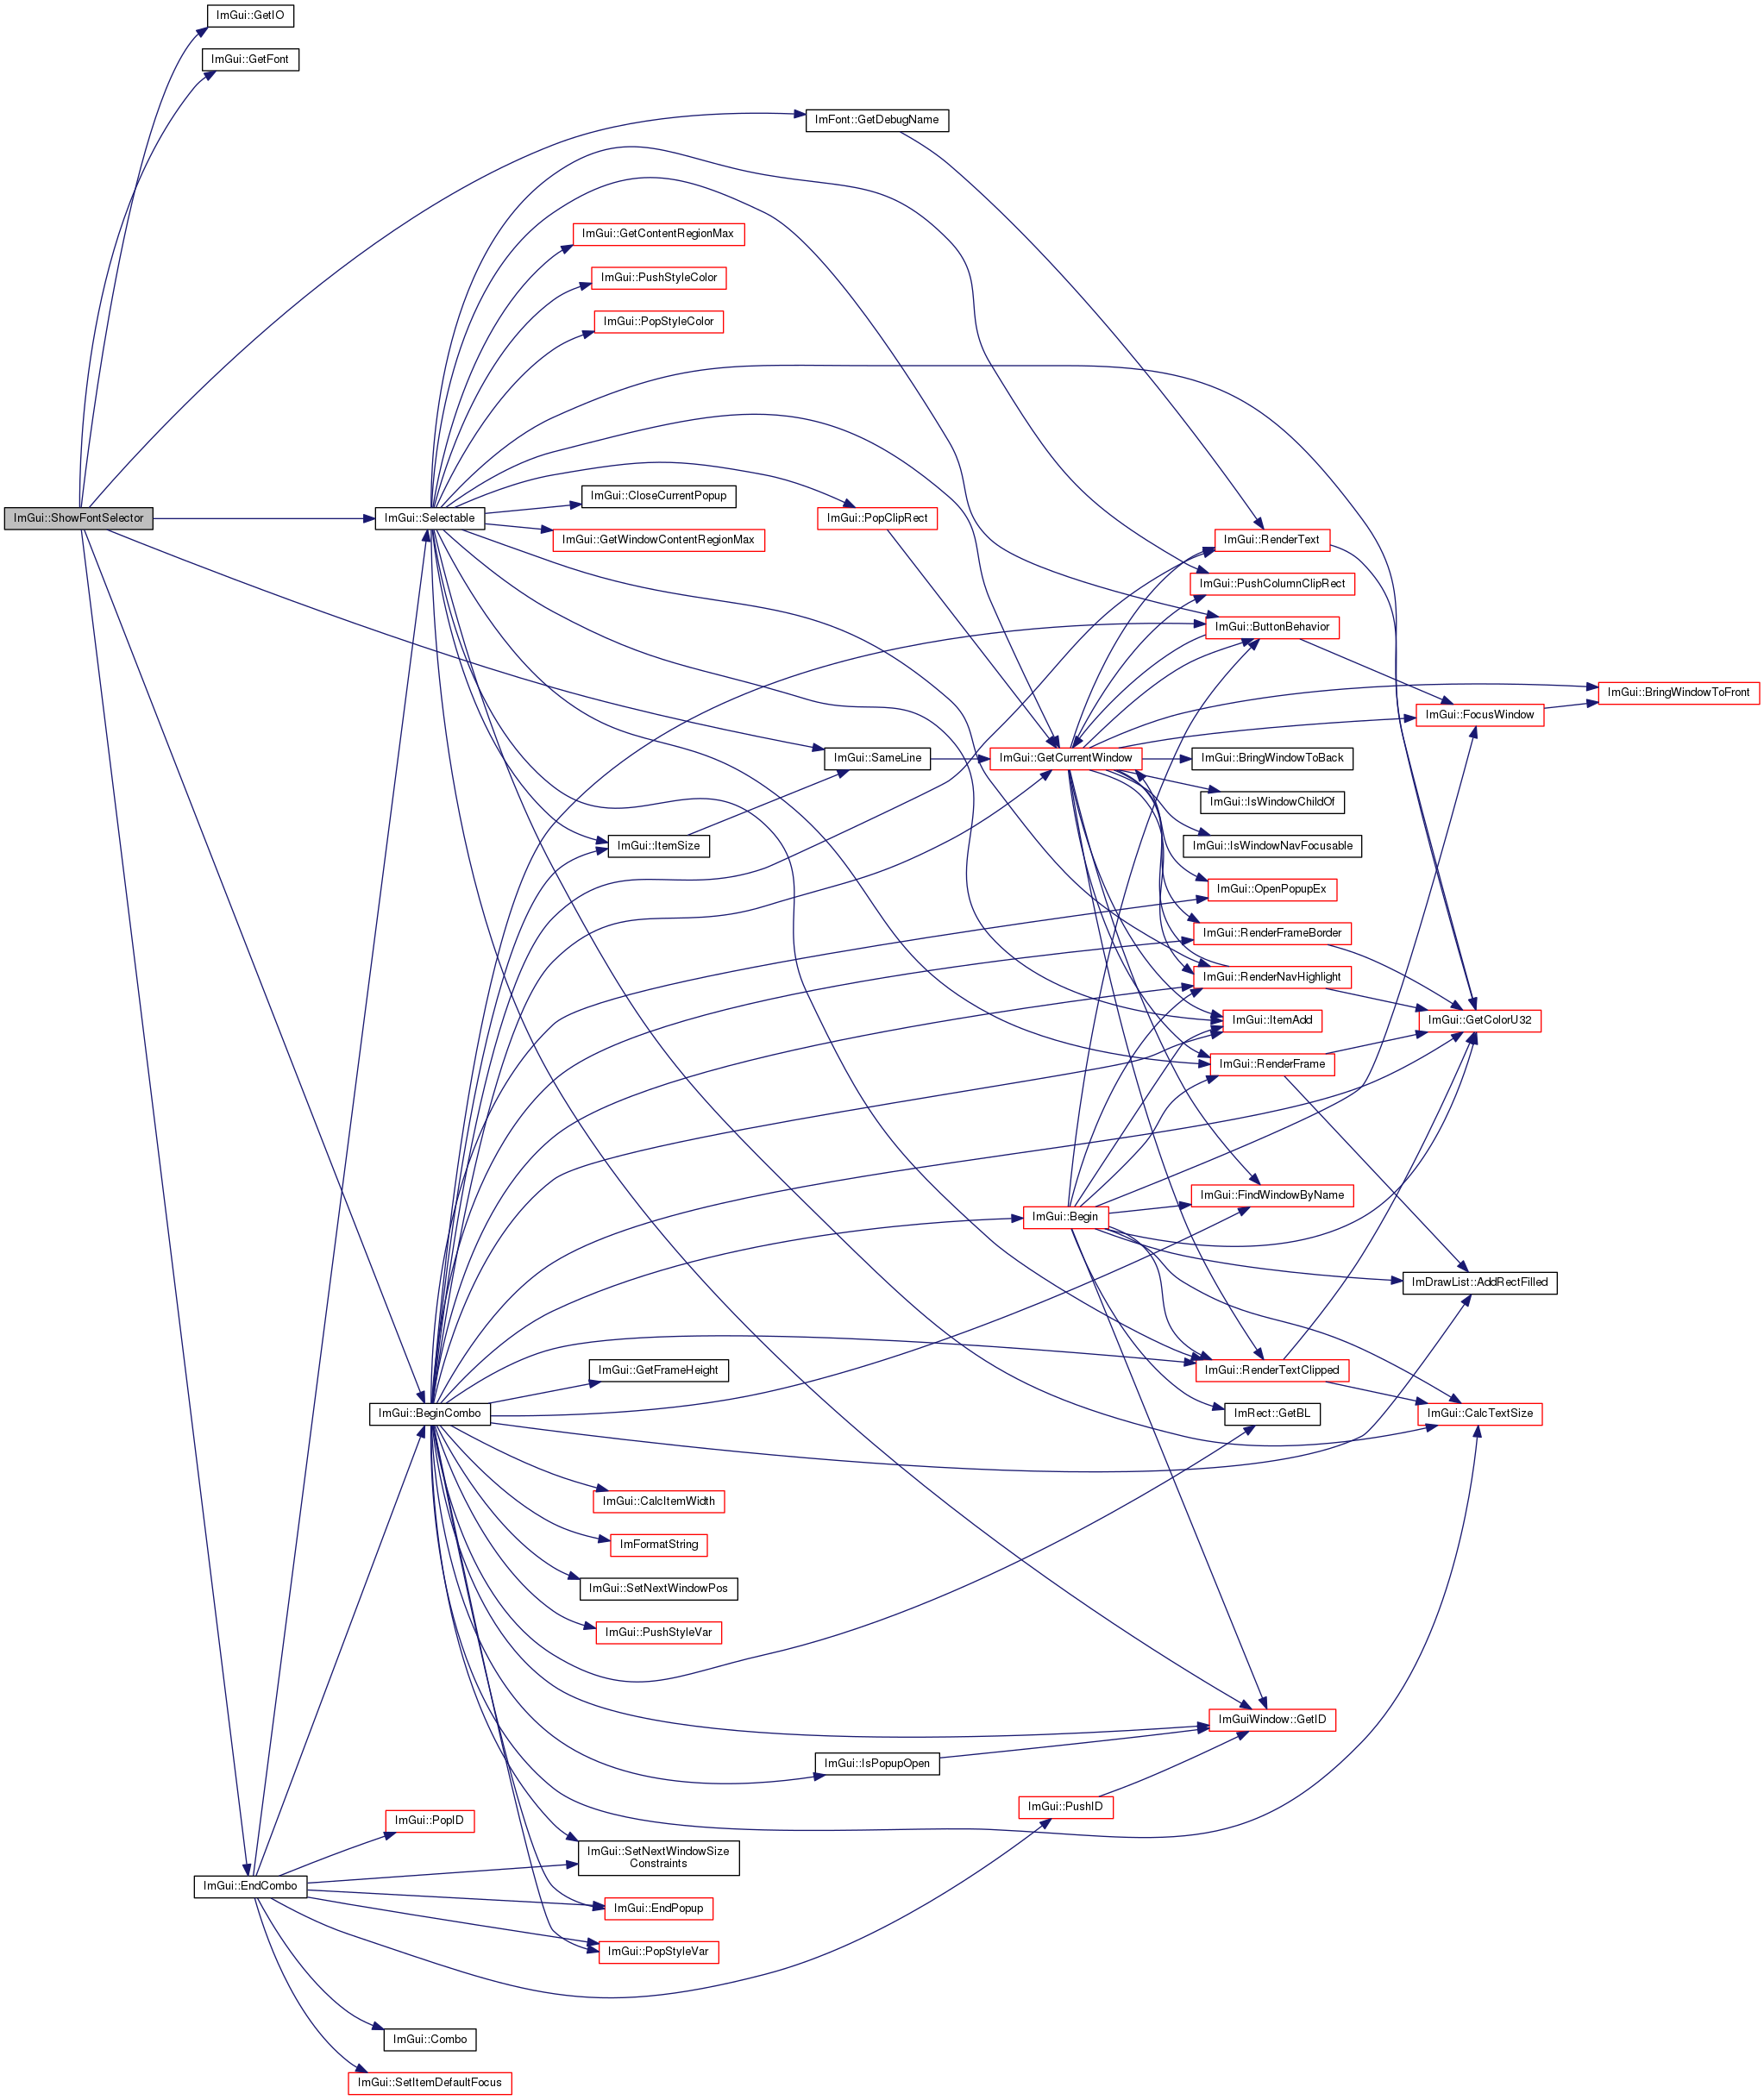 ImGui::GetIO
ImGui::GetFont
ImFont::GetDebugName
ImGui::GetContentRegionMax
ImGui::PushStyleColor
ImGui::PopStyleColor
ImGui::CloseCurrentPopup
ImGui::ShowFontSelector
ImGui::Selectable
ImGui::PopClipRect
ImGui::GetWindowContentRegionMax
ImGui::RenderText
ImGui::PushColumnClipRect
ImGui::ButtonBehavior
ImGui::BringWindowToFront
ImGui::FocusWindow
ImGui::SameLine
ImGui::GetCurrentWindow
ImGui::BringWindowToBack
ImGui::IsWindowChildOf
ImGui::ItemSize
ImGui::IsWindowNavFocusable
ImGui::OpenPopupEx
ImGui::RenderFrameBorder
ImGui::RenderNavHighlight
ImGui::ItemAdd
ImGui::GetColorU32
ImGui::RenderFrame
ImGui::FindWindowByName
ImGui::Begin
ImDrawList::AddRectFilled
ImGui::GetFrameHeight
ImGui::RenderTextClipped
ImGui::BeginCombo
ImRect::GetBL
ImGui::CalcTextSize
ImGui::CalcItemWidth
ImFormatString
ImGui::SetNextWindowPos
ImGui::PushStyleVar
ImGuiWindow::GetID
ImGui::IsPopupOpen
ImGui::PushID
ImGui::PopID
ImGui::SetNextWindowSize
Constraints
ImGui::EndCombo
ImGui::EndPopup
ImGui::PopStyleVar
ImGui::Combo
ImGui::SetItemDefaultFocus